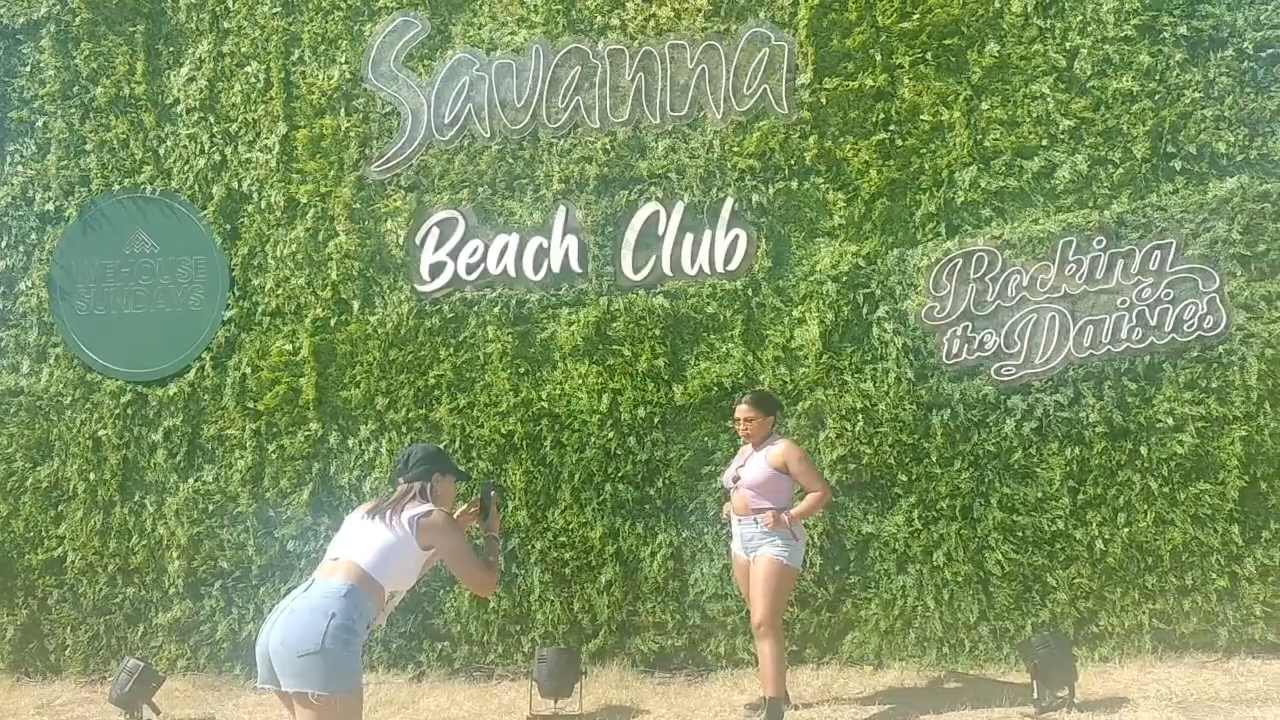 Savanna
Beach Club
WEHOUSE
SUNDAYS
Rocking
the Daisies